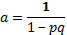 a = 1 / (1 − pq)